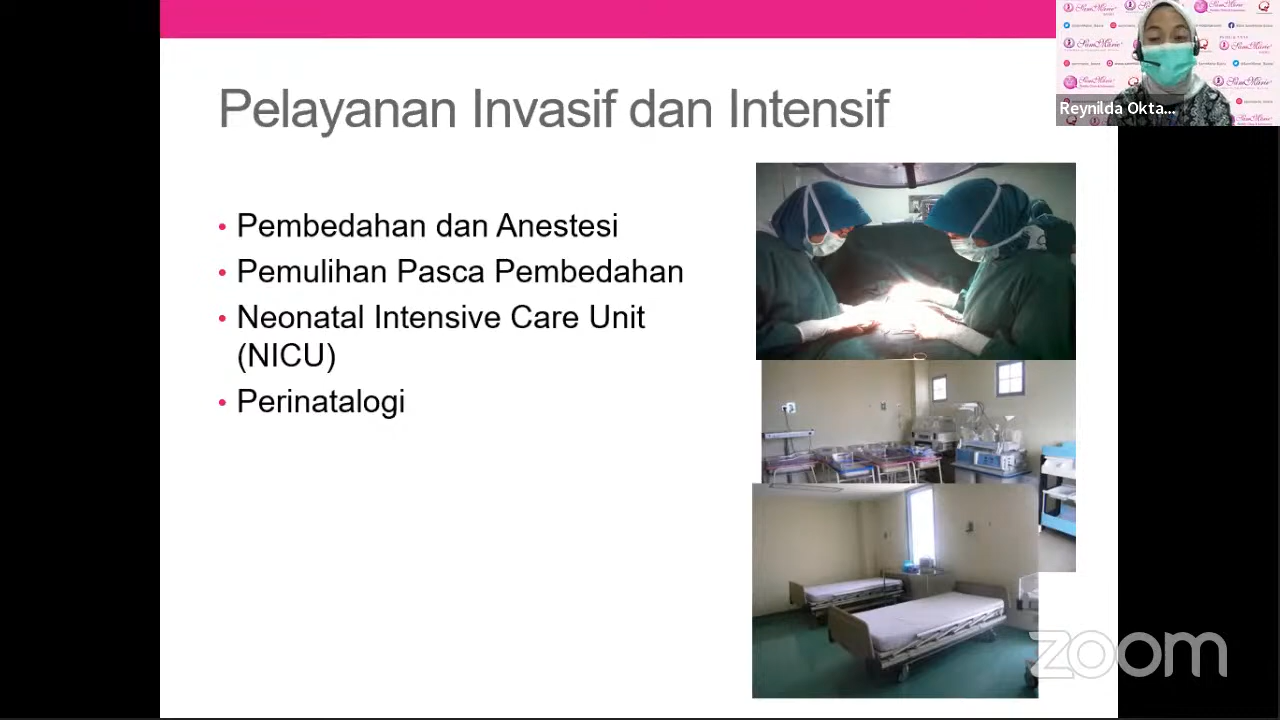 Pelayanan Invasif dan Intensif
• Pembedahan dan Anestesi
• Pemulihan Pasca Pembedahan
• Neonatal Intensive Care Unit
(NICU)
• Perinatalogi
SamMarie
Reynilda Okta...
zoom